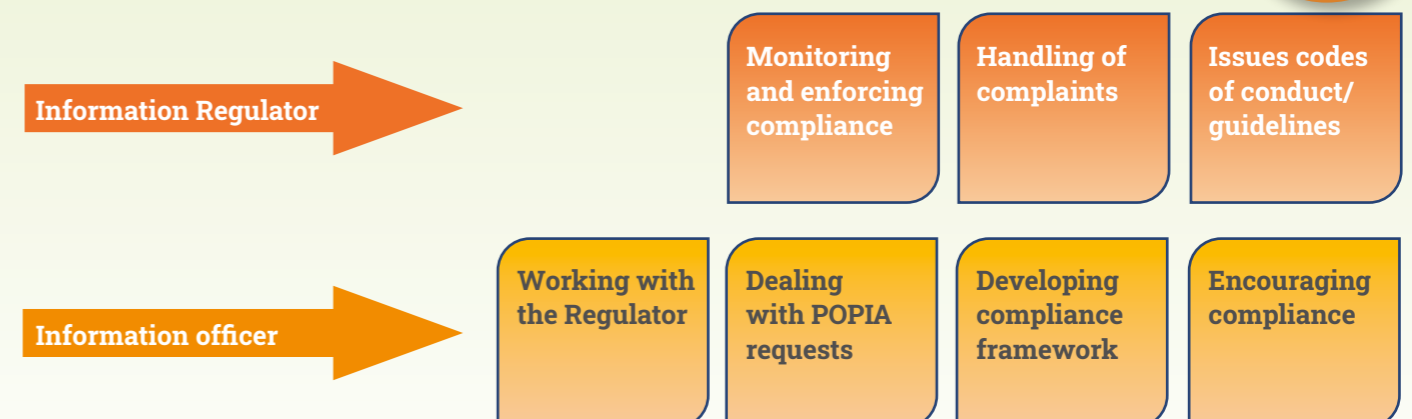 Information Regulator
Monitoring
and enforcing
compliance
Handling of
complaints
Issues codes
of conduct/
guidelines
Information officer
Working with
the Regulator
Dealing
with POPIA
requests
Developing
compliance
framework
Encouraging
compliance